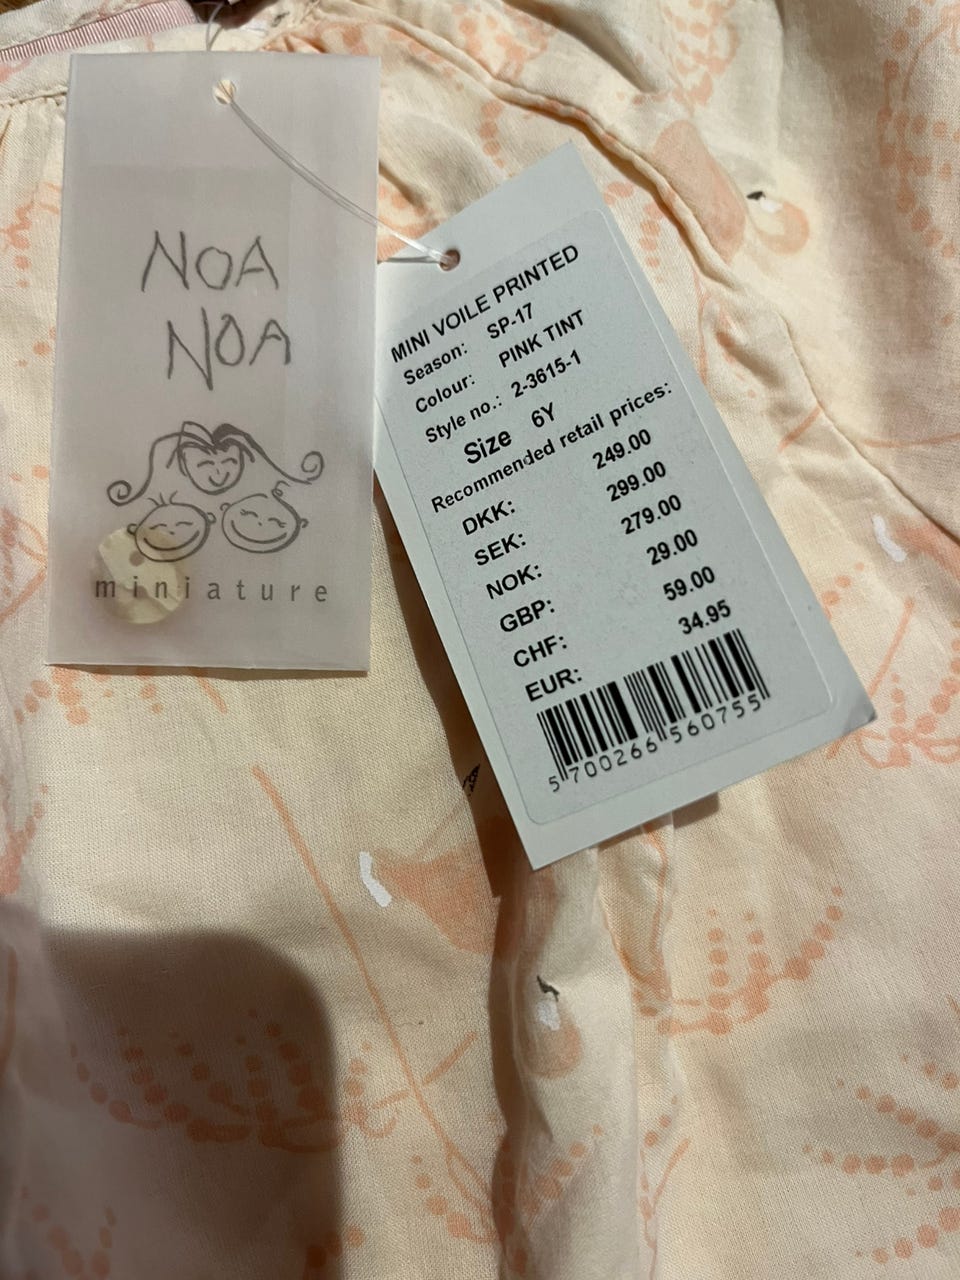 NOA
NOA
miniature
MINI VOILE PRINTED
Season: SP-17
Colour: PINK TINT
Style no.: 2-3615-1
Size 6Y
Recommended retail prices:
DKK: 249.00
SEK: 299.00
NOK: 279.00
GBP: 29.00
CHF: 59.00
EUR: 34.95
5 700266 560755